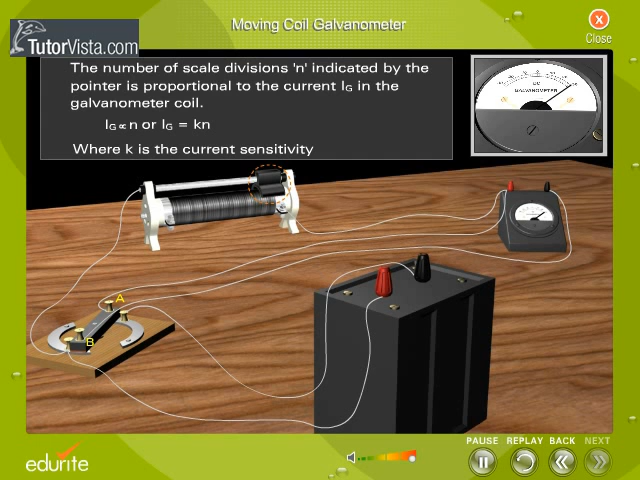 Moving Coil Galvanometer
X
Close
TutorVista.com
The number of scale divisions 'n' indicated by the
pointer is proportional to the current IG in the
galvanometer coil.
IG ∝ n or IG = kn
Where k is the current sensitivity
DC
GALVANOMETER
A
B
PAUSE REPLAY BACK NEXT
edurite